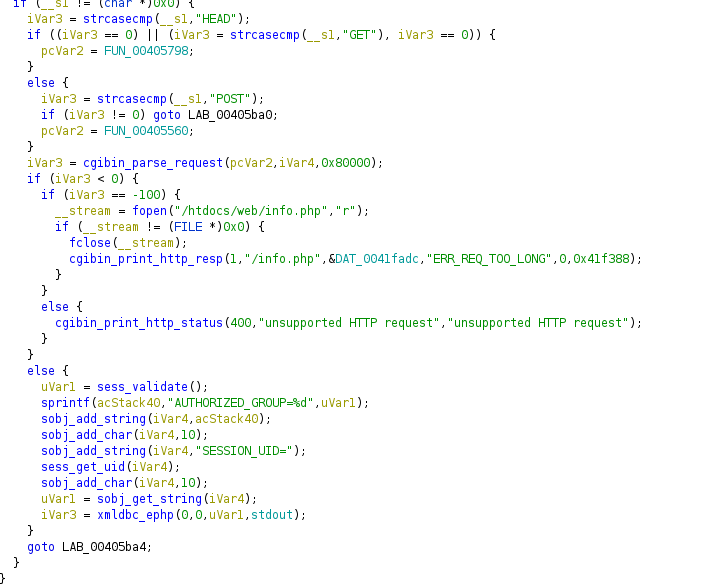 if (__s1 != (char *)0x0) {
iVar3 = strcasecmp(__s1,"HEAD");
if ((iVar3 == 0) || (iVar3 = strcasecmp(__s1,"GET"), iVar3 == 0)) {
pcVar2 = FUN_00405798;
}
else {
iVar3 = strcasecmp(__s1,"POST");
if (iVar3 != 0) goto LAB_00405ba0;
pcVar2 = FUN_00405560;
}
iVar3 = cgibin_parse_request(pcVar2,iVar4,0x80000);
if (iVar3 < 0) {
if (iVar3 == -100) {
__stream = fopen("/htdocs/web/info.php","r");
if (__stream != (FILE *)0x0) {
fclose(__stream);
cgibin_print_http_resp(1,"/info.php",&DAT_0041fadc,"ERR_REQ_TOO_LONG",0,0x41f388);
}
}
else {
cgibin_print_http_status(400,"unsupported HTTP request","unsupported HTTP request");
}
}
else {
uVar1 = sess_validate();
sprintf(acStack40,"AUTHORIZED_GROUP=%d",uVar1);
sobj_add_string(iVar4,acStack40);
sobj_add_char(iVar4,10);
sobj_add_string(iVar4,"SESSION_UID=");
sess_get_uid(iVar4);
sobj_add_char(iVar4,10);
uVar1 = sobj_get_string(iVar4);
iVar3 = xmldbc_ephp(0,0,uVar1,stdout);
}
goto LAB_00405ba4;
}
}